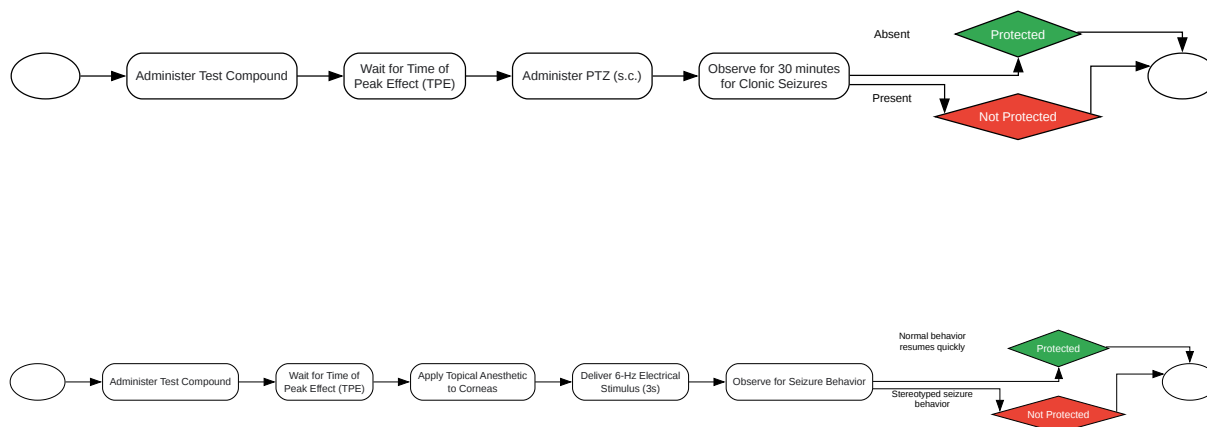 Absent
Protected
Administer Test Compound
Wait for Time of
Peak Effect (TPE)
Administer PTZ (s.c.)
Observe for 30 minutes
for Clonic Seizures
Present
Not Protected
Normal behavior
resumes quickly
Protected
Administer Test Compound
Wait for Time of
Peak Effect (TPE)
Apply Topical Anesthetic
to Corneas
Deliver 6-Hz Electrical
Stimulus (3s)
Observe for Seizure Behavior
Stereotyped seizure
behavior
Not Protected